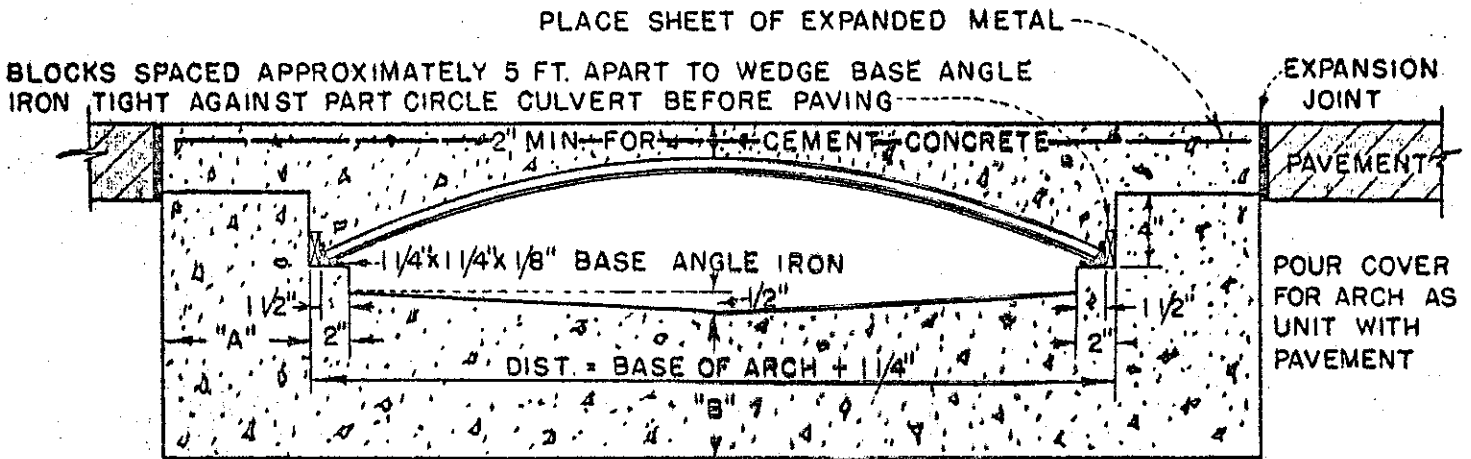 PLACE SHEET OF EXPANDED METAL
BLOCKS SPACED APPROXIMATELY 5 FT. APART TO WEDGE BASE ANGLE
IRON TIGHT AGAINST PART CIRCLE CULVERT BEFORE PAVING
EXPANSION
JOINT
2" MIN FOR CEMENT CONCRETE
PAVEMENT
4"
1 1/4" x 1 1/4" x 1/8" BASE ANGLE IRON
POUR COVER
FOR ARCH AS
UNIT WITH
PAVEMENT
1 1/2"
1/2"
1 1/2"
"A"
2"
2"
DIST. = BASE OF ARCH + 1 1/4"
"B"